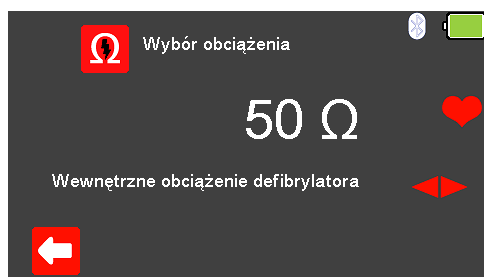 Ω Wybór obciążenia
50 Ω
Wewnętrzne obciążenie defibrylatora